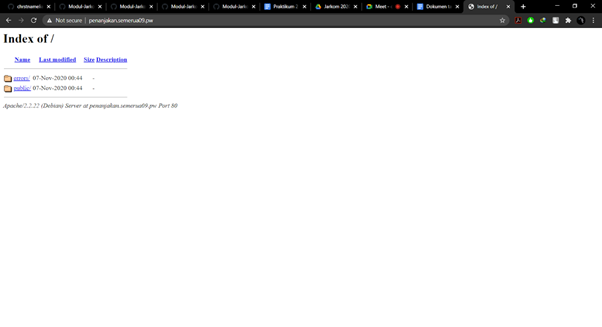 Modul-Jark
Modul-Jark
Modul-Jark
Modul-Jark
Praktikum 2
Jarkom 2020
Meet -
Dokumen t
Index of /
Not secure | penanjakan.semerua09.pw
Index of /
Name Last modified Size Description
errors/ 07-Nov-2020 00:44 -
public/ 07-Nov-2020 00:44 -
Apache/2.2.22 (Debian) Server at penanjakan.semerua09.pw Port 80